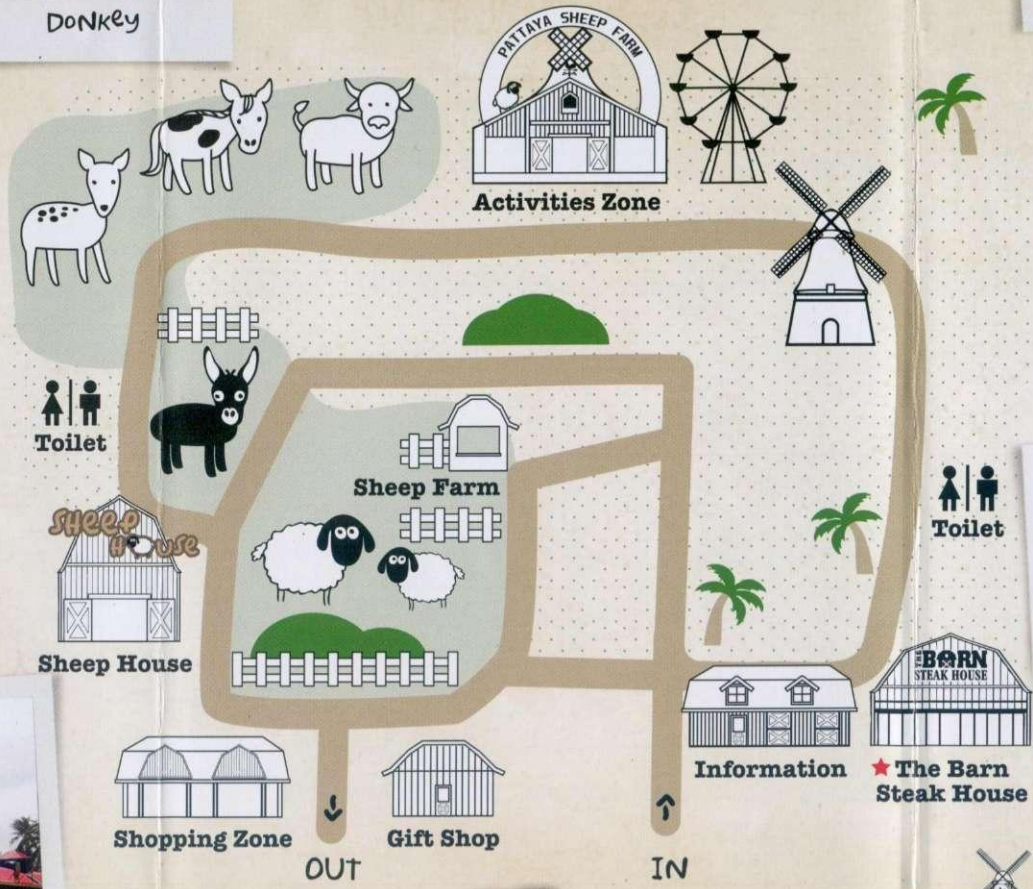 DONKEY
PATTAYA SHEEP FARM
Activities Zone
Toilet
Sheep Farm
SHEEP
HOUSE
Sheep House
Toilet
THE BARN
STEAK HOUSE
Information
★ The Barn
Steak House
Shopping Zone
Gift Shop
OUT
IN